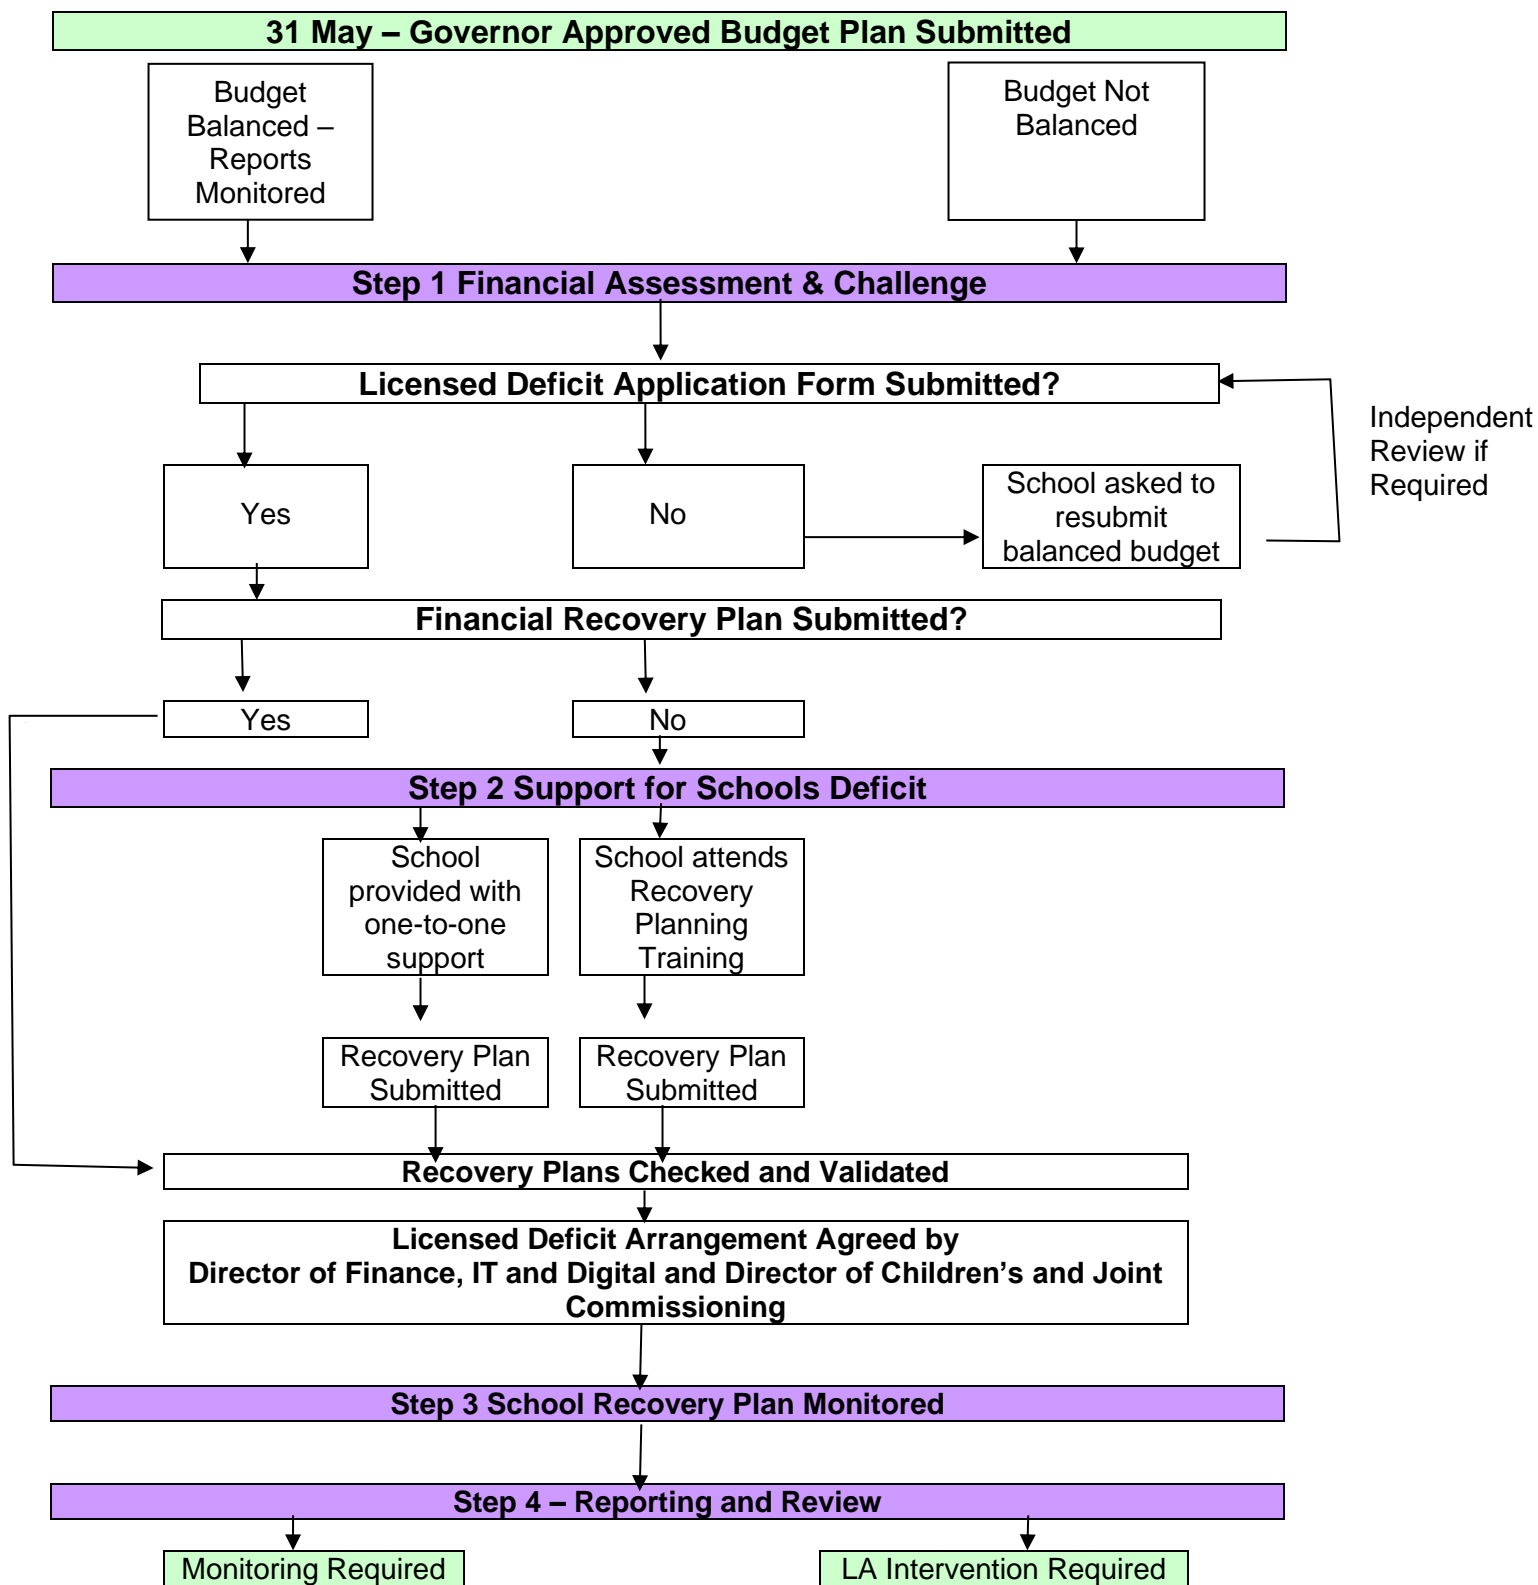 31 May – Governor Approved Budget Plan Submitted
Budget
Balanced –
Reports
Monitored
Budget Not
Balanced
Step 1 Financial Assessment & Challenge
Licensed Deficit Application Form Submitted?
Independent
Review if
Required
Yes
No
School asked to
resubmit
balanced budget
Financial Recovery Plan Submitted?
Yes
No
Step 2 Support for Schools Deficit
School
provided with
one-to-one
support
School attends
Recovery
Planning
Training
Recovery Plan
Submitted
Recovery Plan
Submitted
Recovery Plans Checked and Validated
Licensed Deficit Arrangement Agreed by
Director of Finance, IT and Digital and Director of Children’s and Joint
Commissioning
Step 3 School Recovery Plan Monitored
Step 4 – Reporting and Review
Monitoring Required
LA Intervention Required